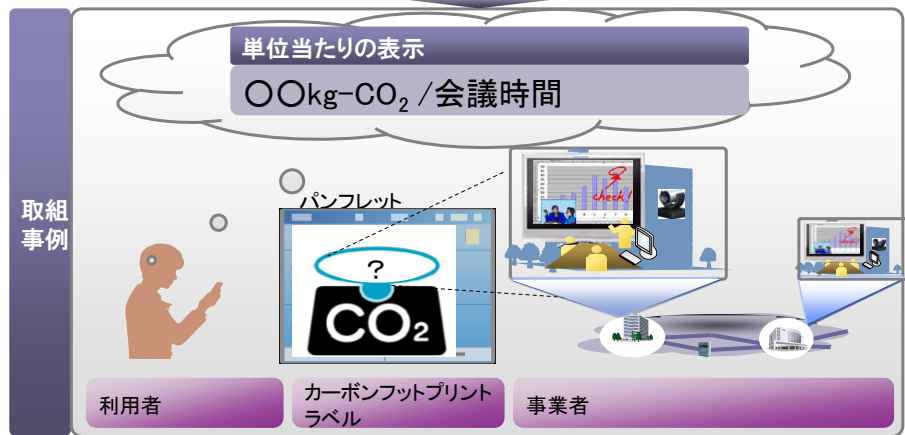 単位当たりの表示
〇〇kg-CO₂ /会議時間
取組
事例
パンフレット
check!
?
CO₂
利用者
カーボンフットプリント
ラベル
事業者